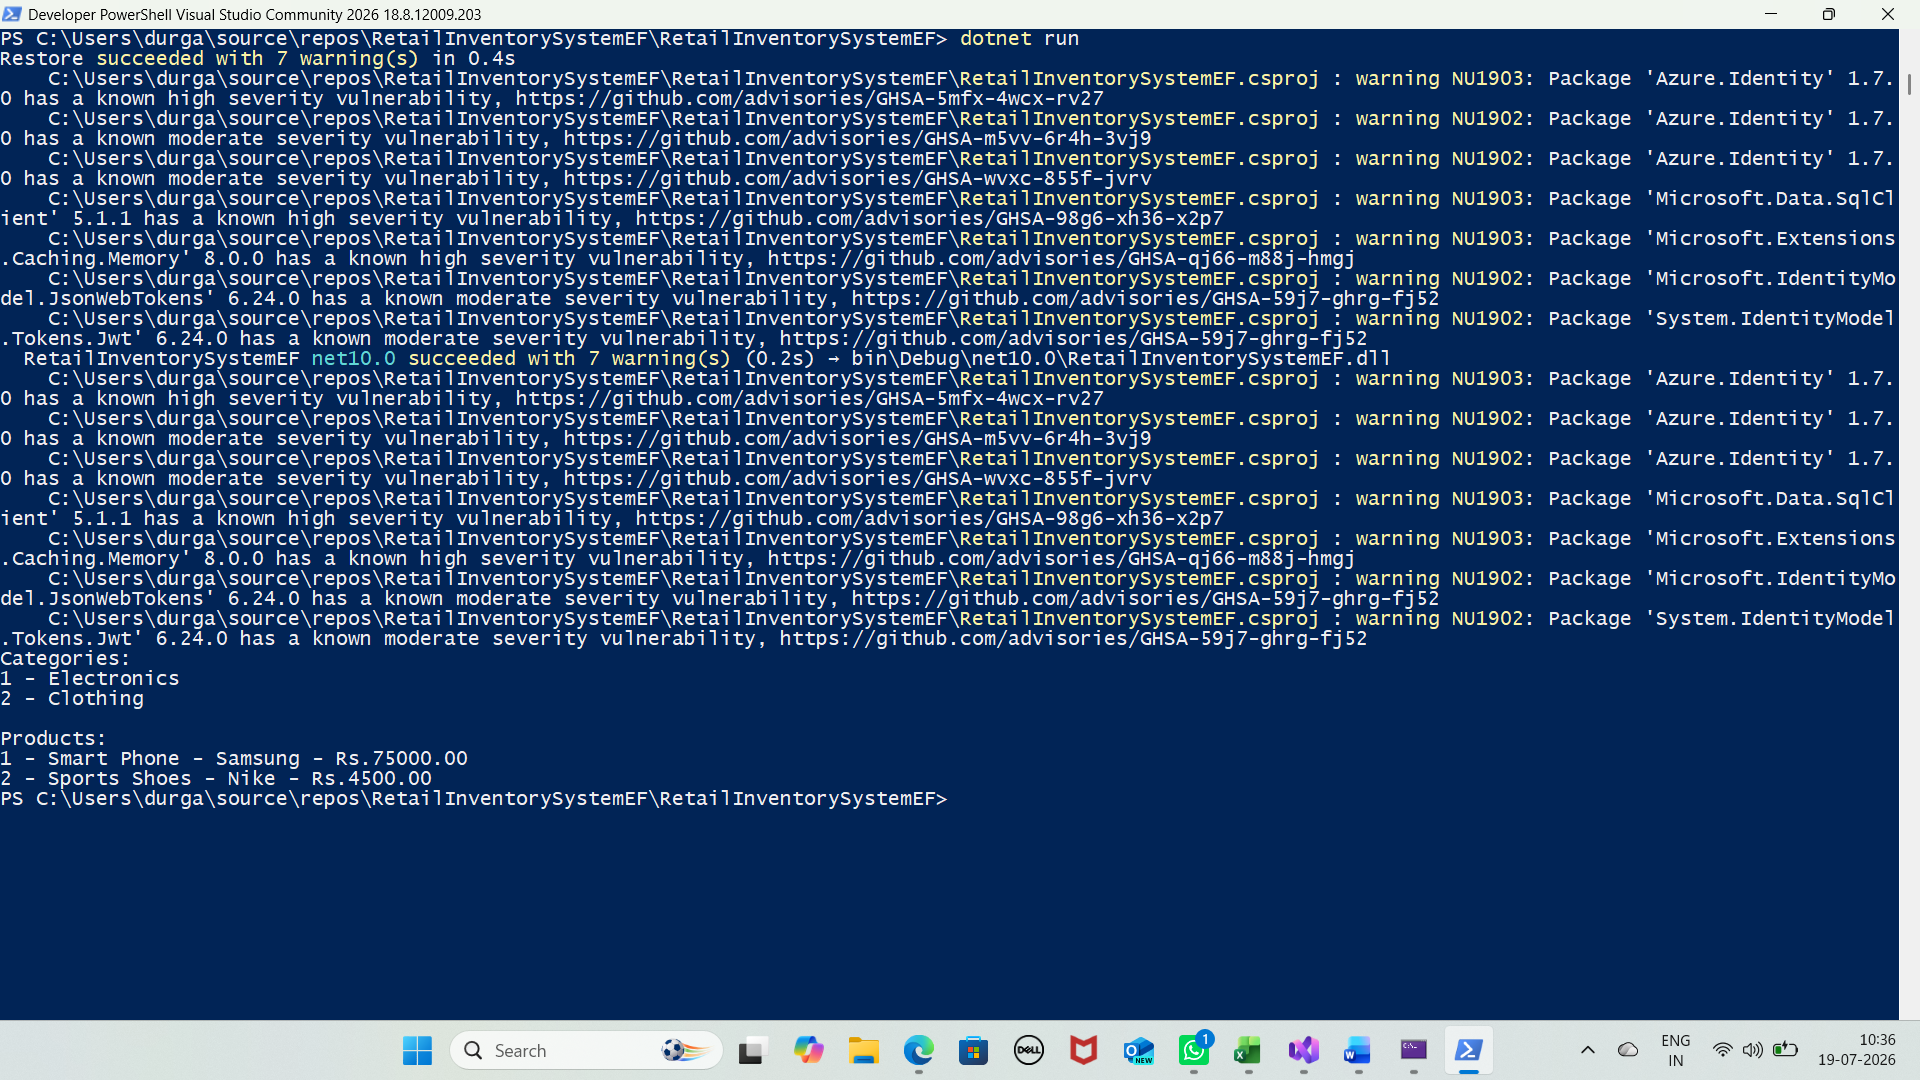 Developer PowerShell Visual Studio Community 2026 18.8.12009.203
PS C:\Users\durga\source\repos\RetailInventorySystemEF\RetailInventorySystemEF> dotnet run
Restore succeeded with 7 warning(s) in 0.4s
C:\Users\durga\source\repos\RetailInventorySystemEF\RetailInventorySystemEF\RetailInventorySystemEF.csproj : warning NU1903: Package 'Azure.Identity' 1.7.
0 has a known high severity vulnerability, https://github.com/advisories/GHSA-5mfx-4wcx-rv27
C:\Users\durga\source\repos\RetailInventorySystemEF\RetailInventorySystemEF\RetailInventorySystemEF.csproj : warning NU1902: Package 'Azure.Identity' 1.7.
0 has a known moderate severity vulnerability, https://github.com/advisories/GHSA-m5vv-6r4h-3vj9
C:\Users\durga\source\repos\RetailInventorySystemEF\RetailInventorySystemEF\RetailInventorySystemEF.csproj : warning NU1902: Package 'Azure.Identity' 1.7.
0 has a known moderate severity vulnerability, https://github.com/advisories/GHSA-wvxc-855f-jvrv
C:\Users\durga\source\repos\RetailInventorySystemEF\RetailInventorySystemEF\RetailInventorySystemEF.csproj : warning NU1903: Package 'Microsoft.Data.SqlCl
ient' 5.1.1 has a known high severity vulnerability, https://github.com/advisories/GHSA-98g6-xh36-x2p7
C:\Users\durga\source\repos\RetailInventorySystemEF\RetailInventorySystemEF\RetailInventorySystemEF.csproj : warning NU1903: Package 'Microsoft.Extensions
.Caching.Memory' 8.0.0 has a known high severity vulnerability, https://github.com/advisories/GHSA-qj66-m88j-hmgj
C:\Users\durga\source\repos\RetailInventorySystemEF\RetailInventorySystemEF\RetailInventorySystemEF.csproj : warning NU1902: Package 'Microsoft.IdentityMo
del.JsonWebTokens' 6.24.0 has a known moderate severity vulnerability, https://github.com/advisories/GHSA-59j7-ghrg-fj52
C:\Users\durga\source\repos\RetailInventorySystemEF\RetailInventorySystemEF\RetailInventorySystemEF.csproj : warning NU1902: Package 'System.IdentityModel
.Tokens.Jwt' 6.24.0 has a known moderate severity vulnerability, https://github.com/advisories/GHSA-59j7-ghrg-fj52
RetailInventorySystemEF net10.0 succeeded with 7 warning(s) (0.2s) → bin\Debug\net10.0\RetailInventorySystemEF.dll
C:\Users\durga\source\repos\RetailInventorySystemEF\RetailInventorySystemEF\RetailInventorySystemEF.csproj : warning NU1903: Package 'Azure.Identity' 1.7.
0 has a known high severity vulnerability, https://github.com/advisories/GHSA-5mfx-4wcx-rv27
C:\Users\durga\source\repos\RetailInventorySystemEF\RetailInventorySystemEF\RetailInventorySystemEF.csproj : warning NU1902: Package 'Azure.Identity' 1.7.
0 has a known moderate severity vulnerability, https://github.com/advisories/GHSA-m5vv-6r4h-3vj9
C:\Users\durga\source\repos\RetailInventorySystemEF\RetailInventorySystemEF\RetailInventorySystemEF.csproj : warning NU1902: Package 'Azure.Identity' 1.7.
0 has a known moderate severity vulnerability, https://github.com/advisories/GHSA-wvxc-855f-jvrv
C:\Users\durga\source\repos\RetailInventorySystemEF\RetailInventorySystemEF\RetailInventorySystemEF.csproj : warning NU1903: Package 'Microsoft.Data.SqlCl
ient' 5.1.1 has a known high severity vulnerability, https://github.com/advisories/GHSA-98g6-xh36-x2p7
C:\Users\durga\source\repos\RetailInventorySystemEF\RetailInventorySystemEF\RetailInventorySystemEF.csproj : warning NU1903: Package 'Microsoft.Extensions
.Caching.Memory' 8.0.0 has a known high severity vulnerability, https://github.com/advisories/GHSA-qj66-m88j-hmgj
C:\Users\durga\source\repos\RetailInventorySystemEF\RetailInventorySystemEF\RetailInventorySystemEF.csproj : warning NU1902: Package 'Microsoft.IdentityMo
del.JsonWebTokens' 6.24.0 has a known moderate severity vulnerability, https://github.com/advisories/GHSA-59j7-ghrg-fj52
C:\Users\durga\source\repos\RetailInventorySystemEF\RetailInventorySystemEF\RetailInventorySystemEF.csproj : warning NU1902: Package 'System.IdentityModel
.Tokens.Jwt' 6.24.0 has a known moderate severity vulnerability, https://github.com/advisories/GHSA-59j7-ghrg-fj52
Categories:
1 - Electronics
2 - Clothing
Products:
1 - Smart Phone - Samsung - Rs.75000.00
2 - Sports Shoes - Nike - Rs.4500.00
PS C:\Users\durga\source\repos\RetailInventorySystemEF\RetailInventorySystemEF>
Search
DELL
NEW
1
ENG
IN
10:36
19-07-2026